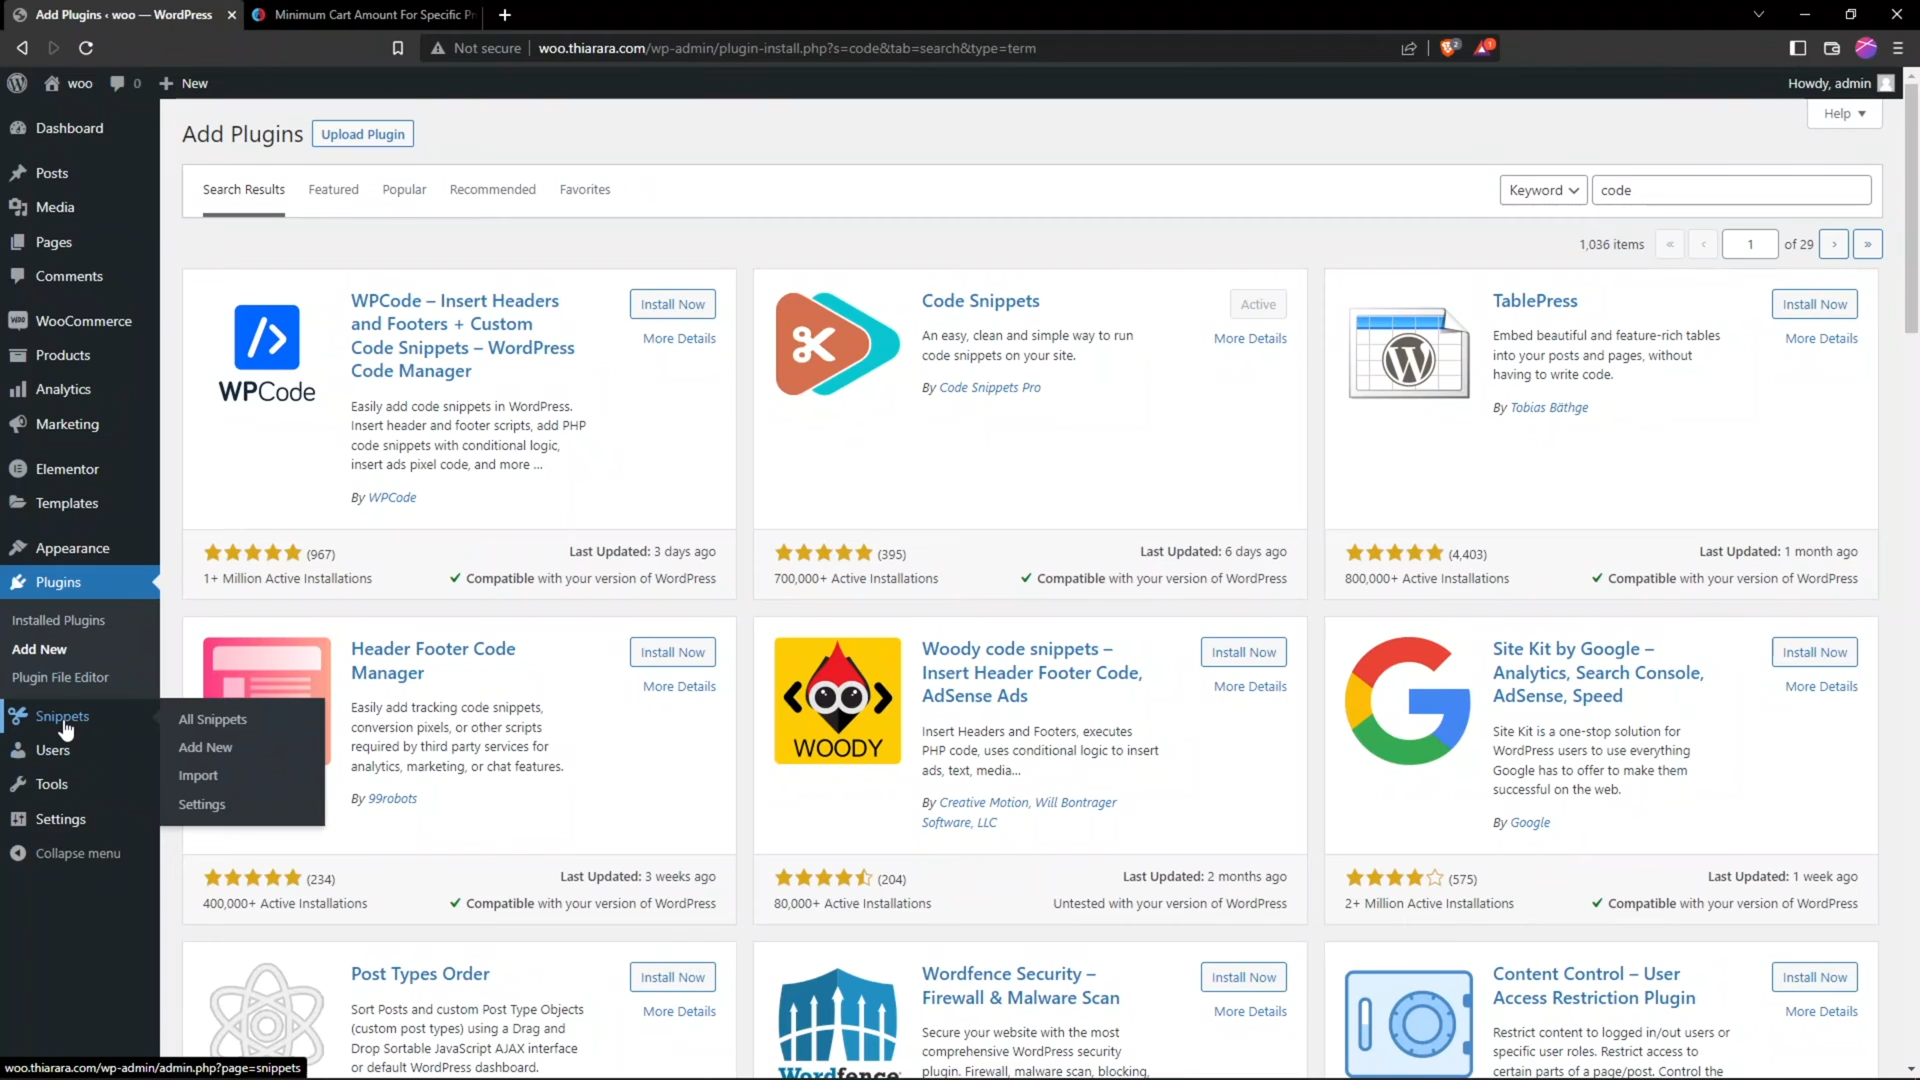 Add Plugins ‹ woo — WordPress
Minimum Cart Amount For Specific Pr
Not secure
woo.thiarara.com/wp-admin/plugin-install.php?s=code&tab=search&type=term
2
1
woo
0
New
Howdy, admin
Dashboard
Posts
Media
Pages
Comments
WooCommerce
Products
Analytics
Marketing
Elementor
Templates
Appearance
Plugins
Installed Plugins
Add New
Plugin File Editor
Snippets
Users
Tools
Settings
Collapse menu
All Snippets
Add New
Import
Settings
Add Plugins
Upload Plugin
Help
Search Results
Featured
Popular
Recommended
Favorites
Keyword
code
1,036 items
«
‹
1
of 29
›
»
WPCode
WPCode – Insert Headers
and Footers + Custom
Code Snippets – WordPress
Code Manager
Install Now
More Details
Easily add code snippets in WordPress.
Insert header and footer scripts, add PHP
code snippets with conditional logic,
insert ads pixel code, and more ...
By WPCode
(967)
Last Updated: 3 days ago
1+ Million Active Installations
Compatible with your version of WordPress
Code Snippets
Active
More Details
An easy, clean and simple way to run
code snippets on your site.
By Code Snippets Pro
(395)
Last Updated: 6 days ago
700,000+ Active Installations
Compatible with your version of WordPress
TablePress
Install Now
More Details
Embed beautiful and feature-rich tables
into your posts and pages, without
having to write code.
By Tobias Bäthge
(4,403)
Last Updated: 1 month ago
800,000+ Active Installations
Compatible with your version of WordPress
Header Footer Code
Manager
Install Now
More Details
Easily add tracking code snippets,
conversion pixels, or other scripts
required by third party services for
analytics, marketing, or chat features.
By 99robots
(234)
Last Updated: 3 weeks ago
400,000+ Active Installations
Compatible with your version of WordPress
WOODY
Woody code snippets –
Insert Header Footer Code,
AdSense Ads
Install Now
More Details
Insert Headers and Footers, executes
PHP code, uses conditional logic to insert
ads, text, media...
By Creative Motion, Will Bontrager
Software, LLC
(204)
Last Updated: 2 months ago
80,000+ Active Installations
Untested with your version of WordPress
Site Kit by Google –
Analytics, Search Console,
AdSense, Speed
Install Now
More Details
Site Kit is a one-stop solution for
WordPress users to use everything
Google has to offer to make them
successful on the web.
By Google
(575)
Last Updated: 1 week ago
2+ Million Active Installations
Compatible with your version of WordPress
Post Types Order
Install Now
More Details
Sort Posts and custom Post Type Objects
(custom post types) using a Drag and
Drop Sortable JavaScript AJAX interface
or default WordPress dashboard.
Wordfence
Wordfence Security –
Firewall & Malware Scan
Install Now
More Details
Secure your website with the most
comprehensive WordPress security
plugin. Firewall, malware scan, blocking,
Content Control – User
Access Restriction Plugin
Install Now
More Details
Restrict content to logged in/out users or
specific user roles. Restrict access to
certain parts of a page/post. Control the
woo.thiarara.com/wp-admin/admin.php?page=snippets